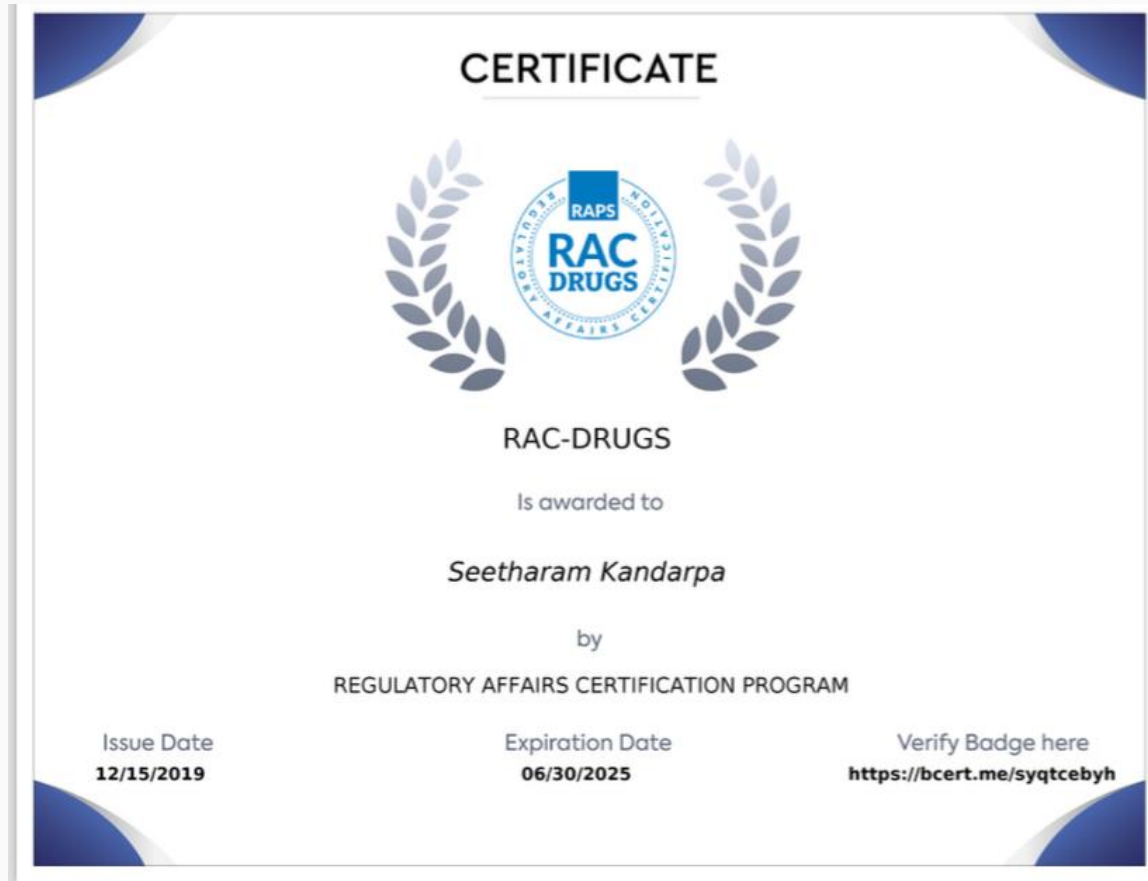 CERTIFICATE
RAPS
REGULATORY AFFAIRS CERTIFICATION
RAC
DRUGS
RAC-DRUGS
Is awarded to
Seetharam Kandarpa
by
REGULATORY AFFAIRS CERTIFICATION PROGRAM
Issue Date
Expiration Date
Verify Badge here
12/15/2019
06/30/2025
https://bcert.me/syqtcebyh